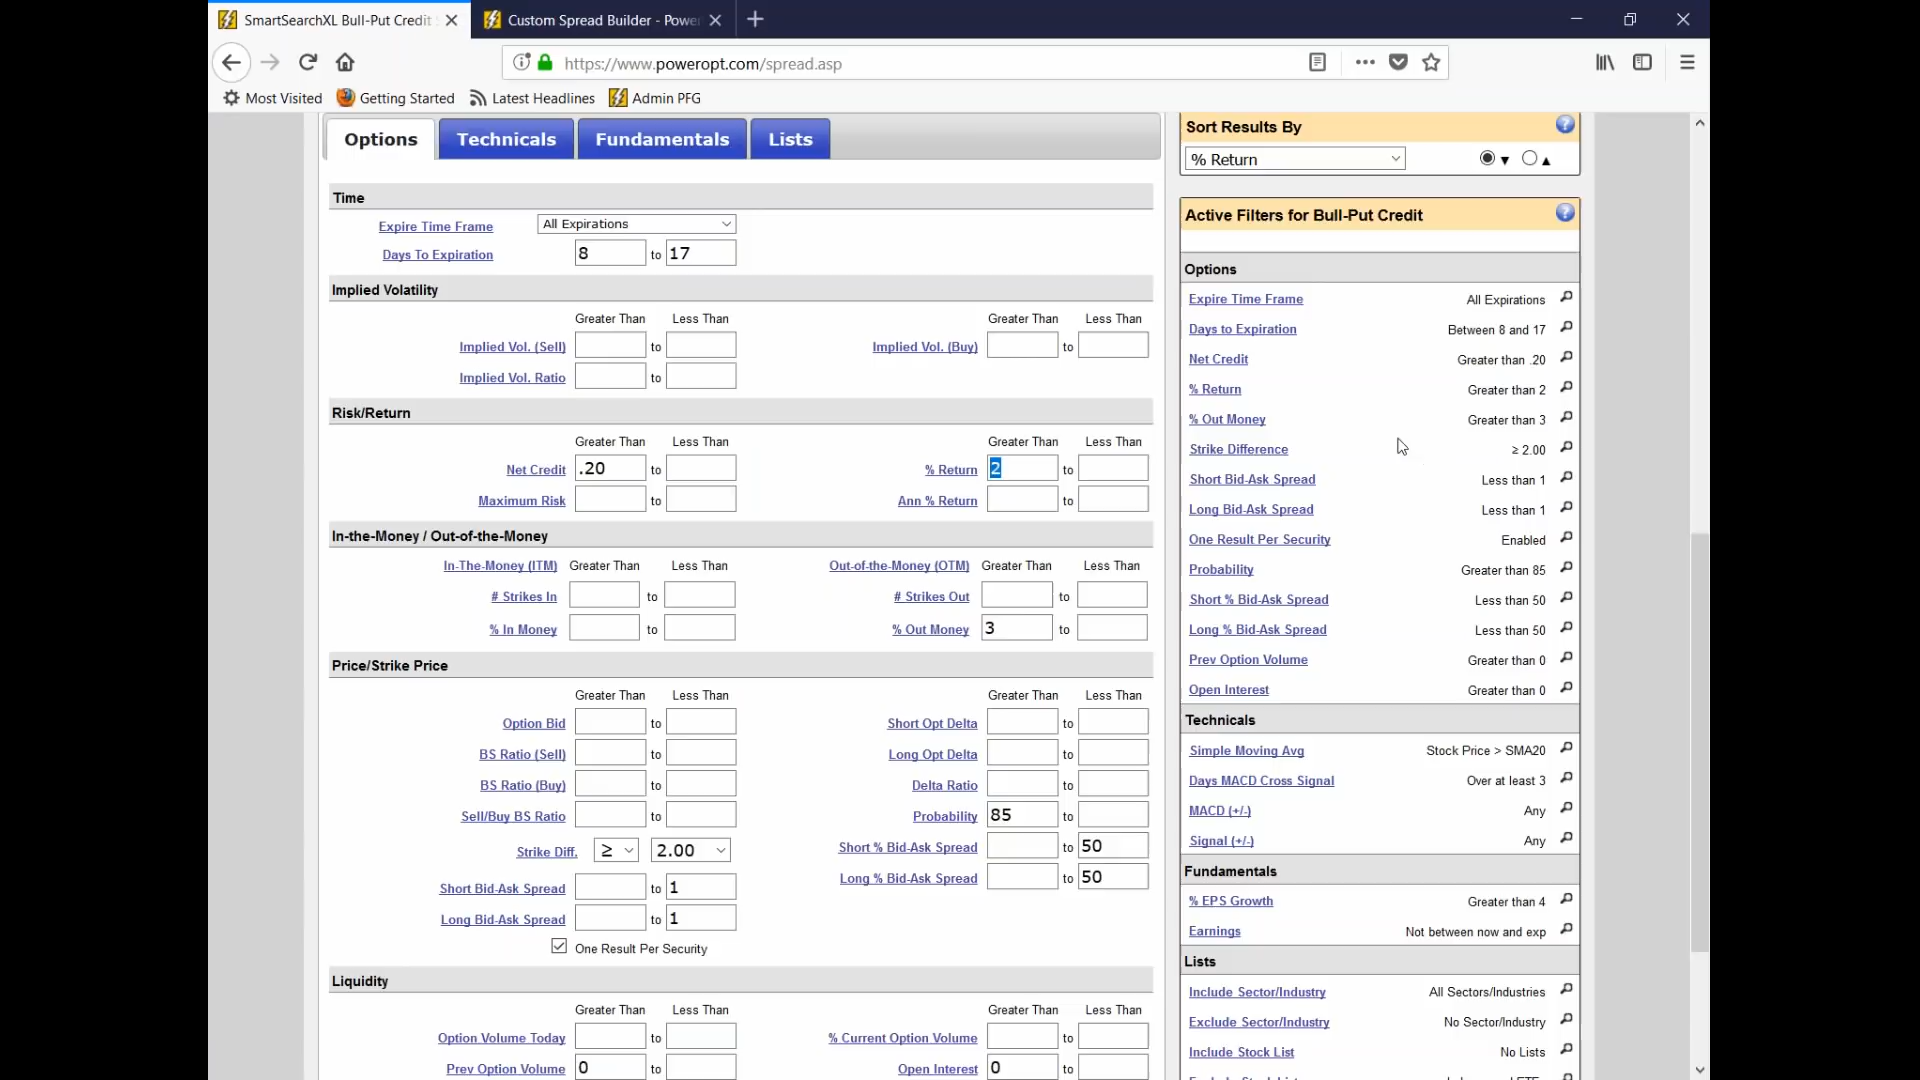 SmartSearchXL Bull-Put Credit
Custom Spread Builder - Powe
https://www.poweropt.com/spread.asp
Most Visited
Getting Started
Latest Headlines
Admin PFG
Options
Technicals
Fundamentals
Lists
Time
Expire Time Frame
All Expirations
Days To Expiration
8 to 17
Implied Volatility
Greater Than Less Than
Greater Than Less Than
Implied Vol. (Sell) to
Implied Vol. (Buy) to
Implied Vol. Ratio to
Risk/Return
Greater Than Less Than
Greater Than Less Than
Net Credit .20 to
% Return 2 to
Maximum Risk to
Ann % Return to
In-the-Money / Out-of-the-Money
In-The-Money (ITM) Greater Than Less Than
Out-of-the-Money (OTM) Greater Than Less Than
# Strikes In to
# Strikes Out to
% In Money to
% Out Money 3 to
Price/Strike Price
Greater Than Less Than
Greater Than Less Than
Option Bid to
Short Opt Delta to
BS Ratio (Sell) to
Long Opt Delta to
BS Ratio (Buy) to
Delta Ratio to
Sell/Buy BS Ratio to
Probability 85 to
Strike Diff. ≥ 2.00
Short % Bid-Ask Spread to 50
Long % Bid-Ask Spread to 50
Short Bid-Ask Spread to 1
Long Bid-Ask Spread to 1
One Result Per Security
Liquidity
Greater Than Less Than
Greater Than Less Than
Option Volume Today to
% Current Option Volume to
Prev Option Volume 0 to
Open Interest 0 to
Sort Results By
% Return
Active Filters for Bull-Put Credit
Options
Expire Time Frame All Expirations
Days to Expiration Between 8 and 17
Net Credit Greater than .20
% Return Greater than 2
% Out Money Greater than 3
Strike Difference ≥ 2.00
Short Bid-Ask Spread Less than 1
Long Bid-Ask Spread Less than 1
One Result Per Security Enabled
Probability Greater than 85
Short % Bid-Ask Spread Less than 50
Long % Bid-Ask Spread Less than 50
Prev Option Volume Greater than 0
Open Interest Greater than 0
Technicals
Simple Moving Avg Stock Price > SMA20
Days MACD Cross Signal Over at least 3
MACD (+/-) Any
Signal (+/-) Any
Fundamentals
% EPS Growth Greater than 4
Earnings Not between now and exp
Lists
Include Sector/Industry All Sectors/Industries
Exclude Sector/Industry No Sector/Industry
Include Stock List No Lists